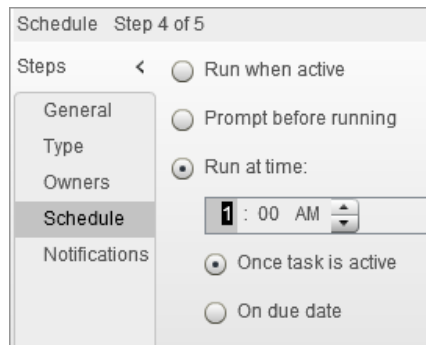 Schedule Step 4 of 5
Steps <
General
Type
Owners
Schedule
Notifications
Run when active
Prompt before running
Run at time:
1 : 00 AM
Once task is active
On due date